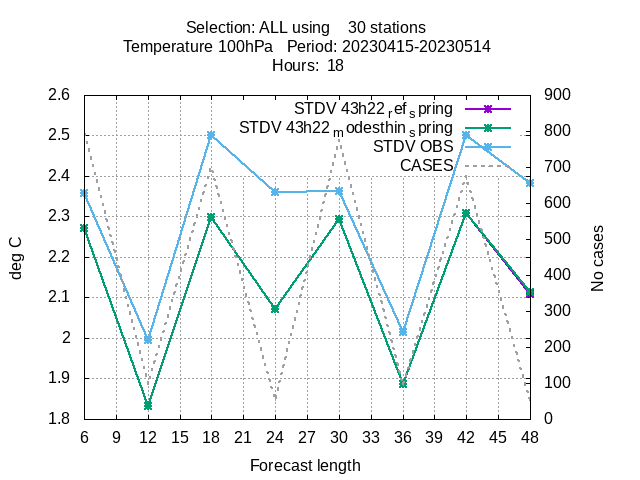 Selection: ALL using 30 stations
Temperature 100hPa Period: 20230415-20230514
Hours: 18
2.6 900
STDV 43h22_ref_spring
STDV 43h22_modesthin_spring
STDV OBS
CASES
2.5 800
2.4 700
600
2.3
500
2.2
400
2.1 300
2 200
1.9 100
1.8 0
deg C
No cases
6 9 12 15 18 21 24 27 30 33 36 39 42 45 48
Forecast length